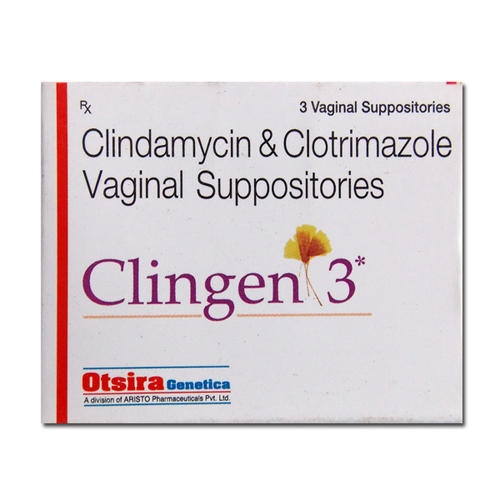 Rx
3 Vaginal Suppositories
Clindamycin & Clotrimazole
Vaginal Suppositories
Clingen 3*
Otsira Genetica
A division of ARISTO Pharmaceuticals Pvt. Ltd.